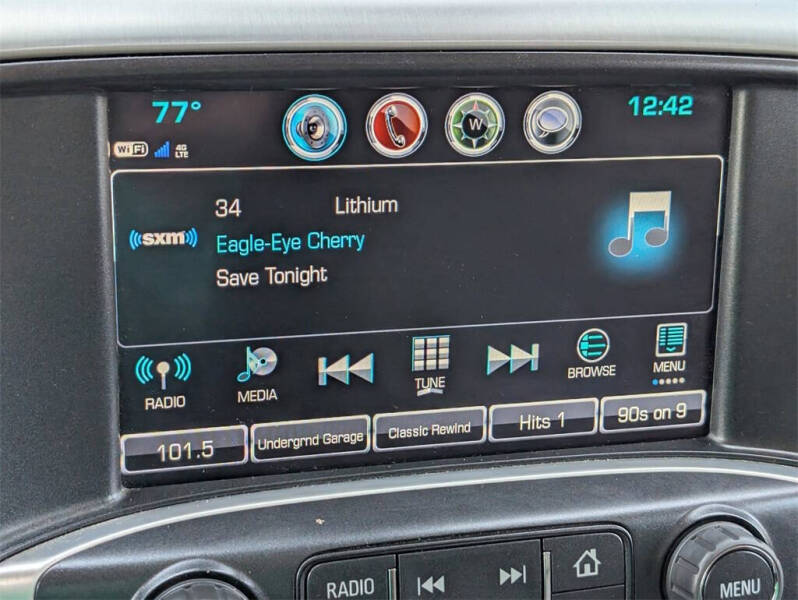 77° 12:42
WiFi 4G LTE
W
34 Lithium
((sxm))
Eagle-Eye Cherry
Save Tonight
RADIO MEDIA TUNE BROWSE MENU
101.5 Undergrnd Garage Classic Rewind Hits 1 90s on 9
RADIO MENU